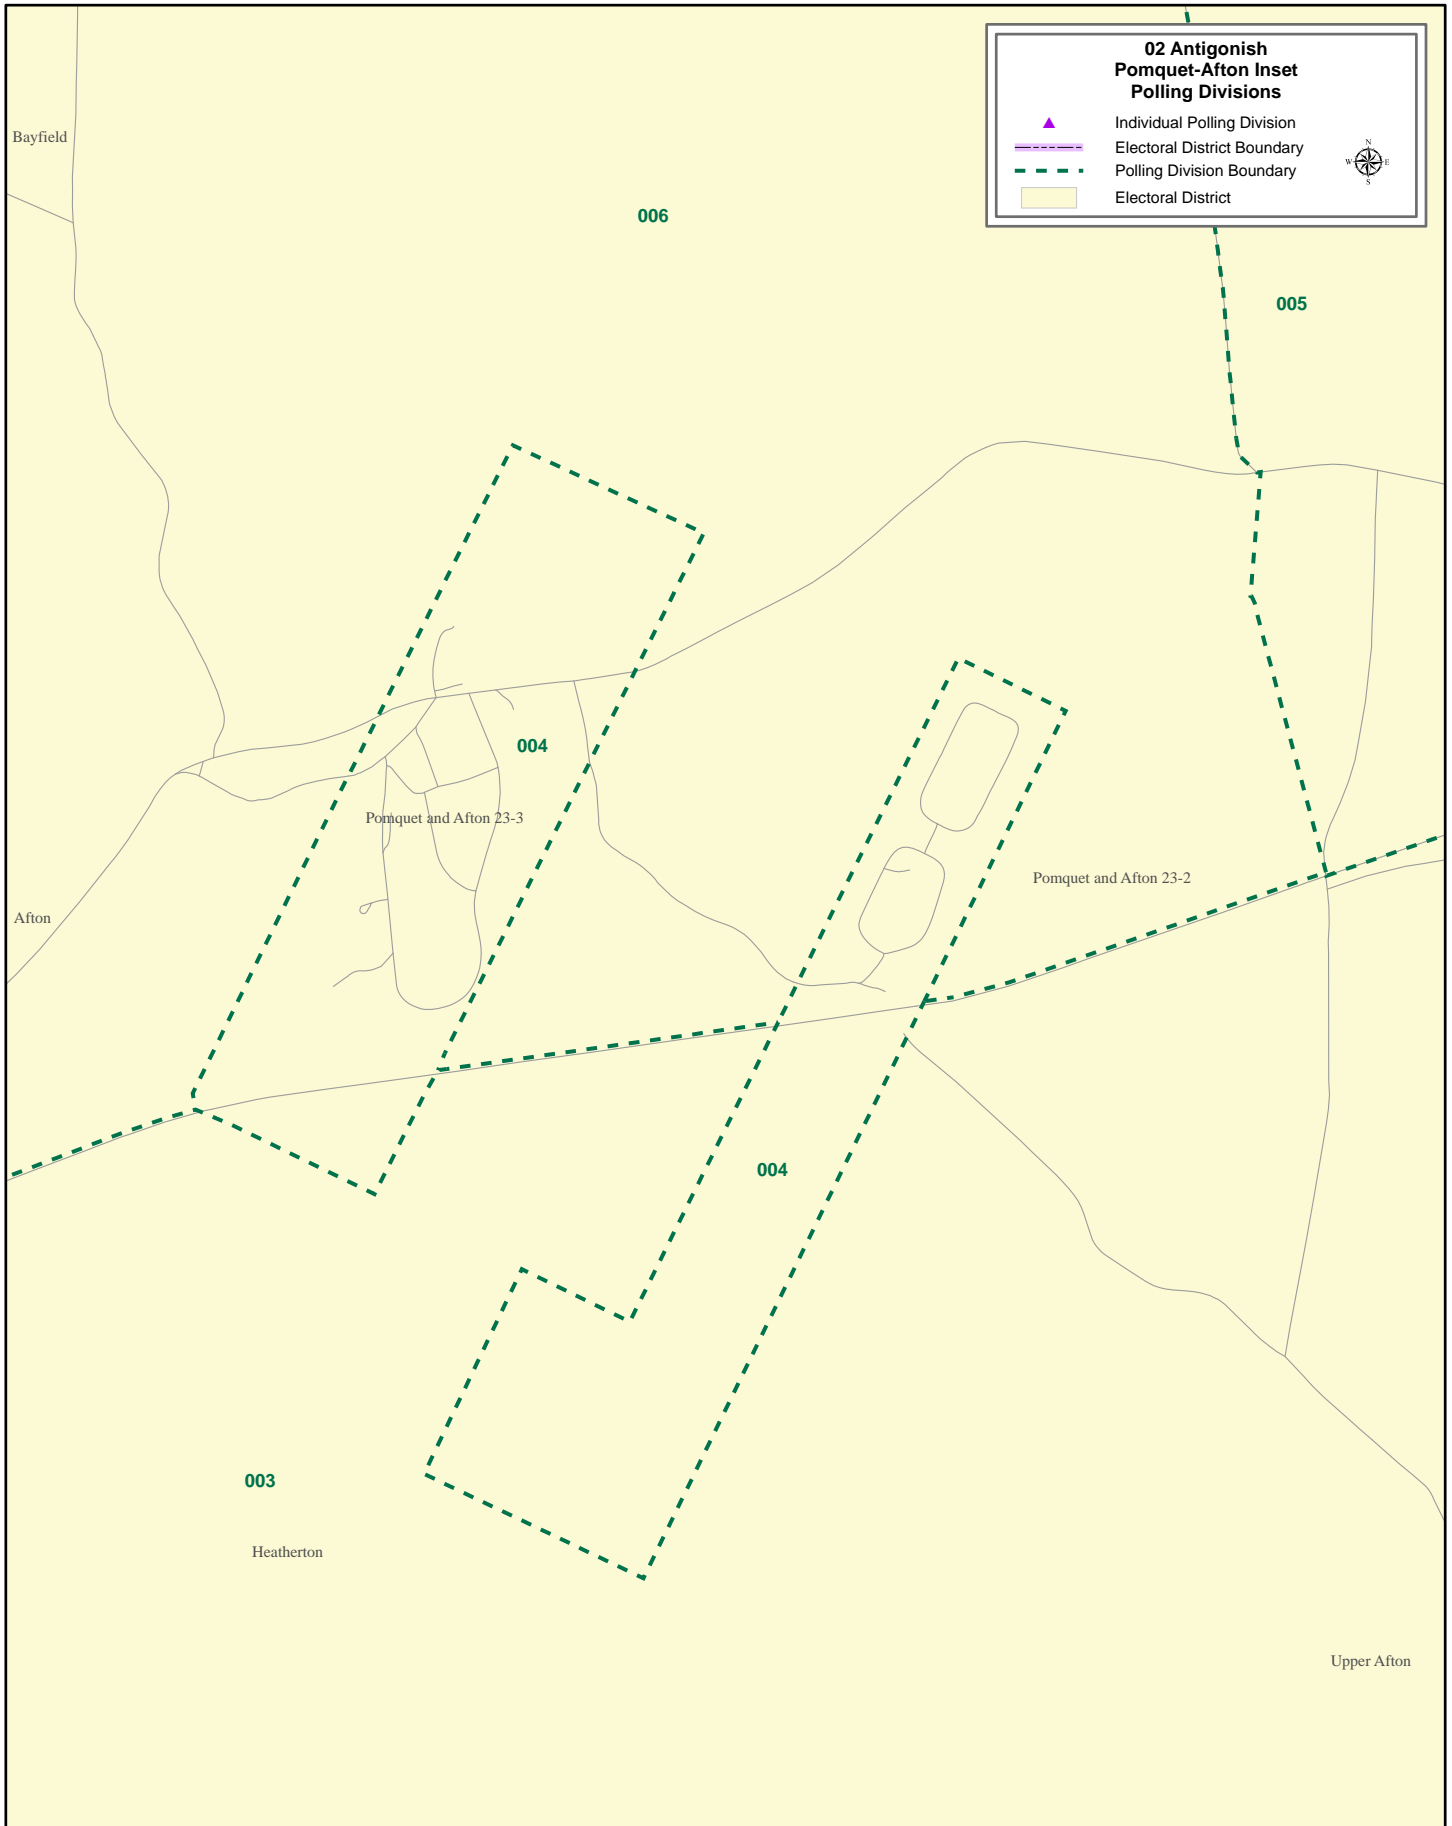 02 Antigonish
Pomquet-Afton Inset
Polling Divisions
Individual Polling Division
Electoral District Boundary
Polling Division Boundary
Electoral District
N
W E
S
Bayfield
006
005
004
Pomquet and Afton 23-3
Pomquet and Afton 23-2
Afton
004
003
Heatherton
Upper Afton